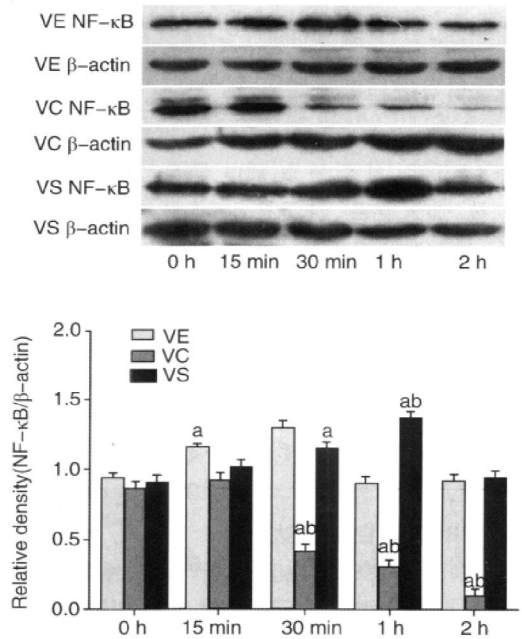 VE NF–κB
VE β–actin
VC NF–κB
VC β–actin
VS NF–κB
VS β–actin
0 h 15 min 30 min 1 h 2 h
Relative density(NF–κB/β–actin)
2.0
1.5
1.0
0.5
0.0
VE
VC
VS
a
ab
a
ab
ab
ab
0 h 15 min 30 min 1 h 2 h